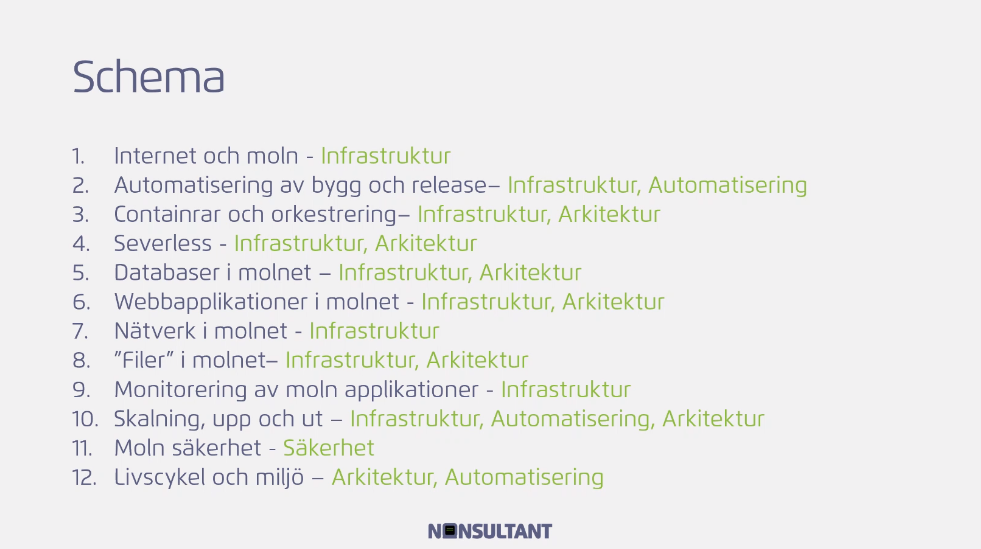 Schema
1. Internet och moln - Infrastruktur
2. Automatisering av bygg och release– Infrastruktur, Automatisering
3. Containrar och orkestrering– Infrastruktur, Arkitektur
4. Severless - Infrastruktur, Arkitektur
5. Databaser i molnet – Infrastruktur, Arkitektur
6. Webbapplikationer i molnet - Infrastruktur, Arkitektur
7. Nätverk i molnet - Infrastruktur
8. ”Filer” i molnet– Infrastruktur, Arkitektur
9. Monitorering av moln applikationer - Infrastruktur
10. Skalning, upp och ut – Infrastruktur, Automatisering, Arkitektur
11. Moln säkerhet - Säkerhet
12. Livscykel och miljö – Arkitektur, Automatisering
NONSULTANT